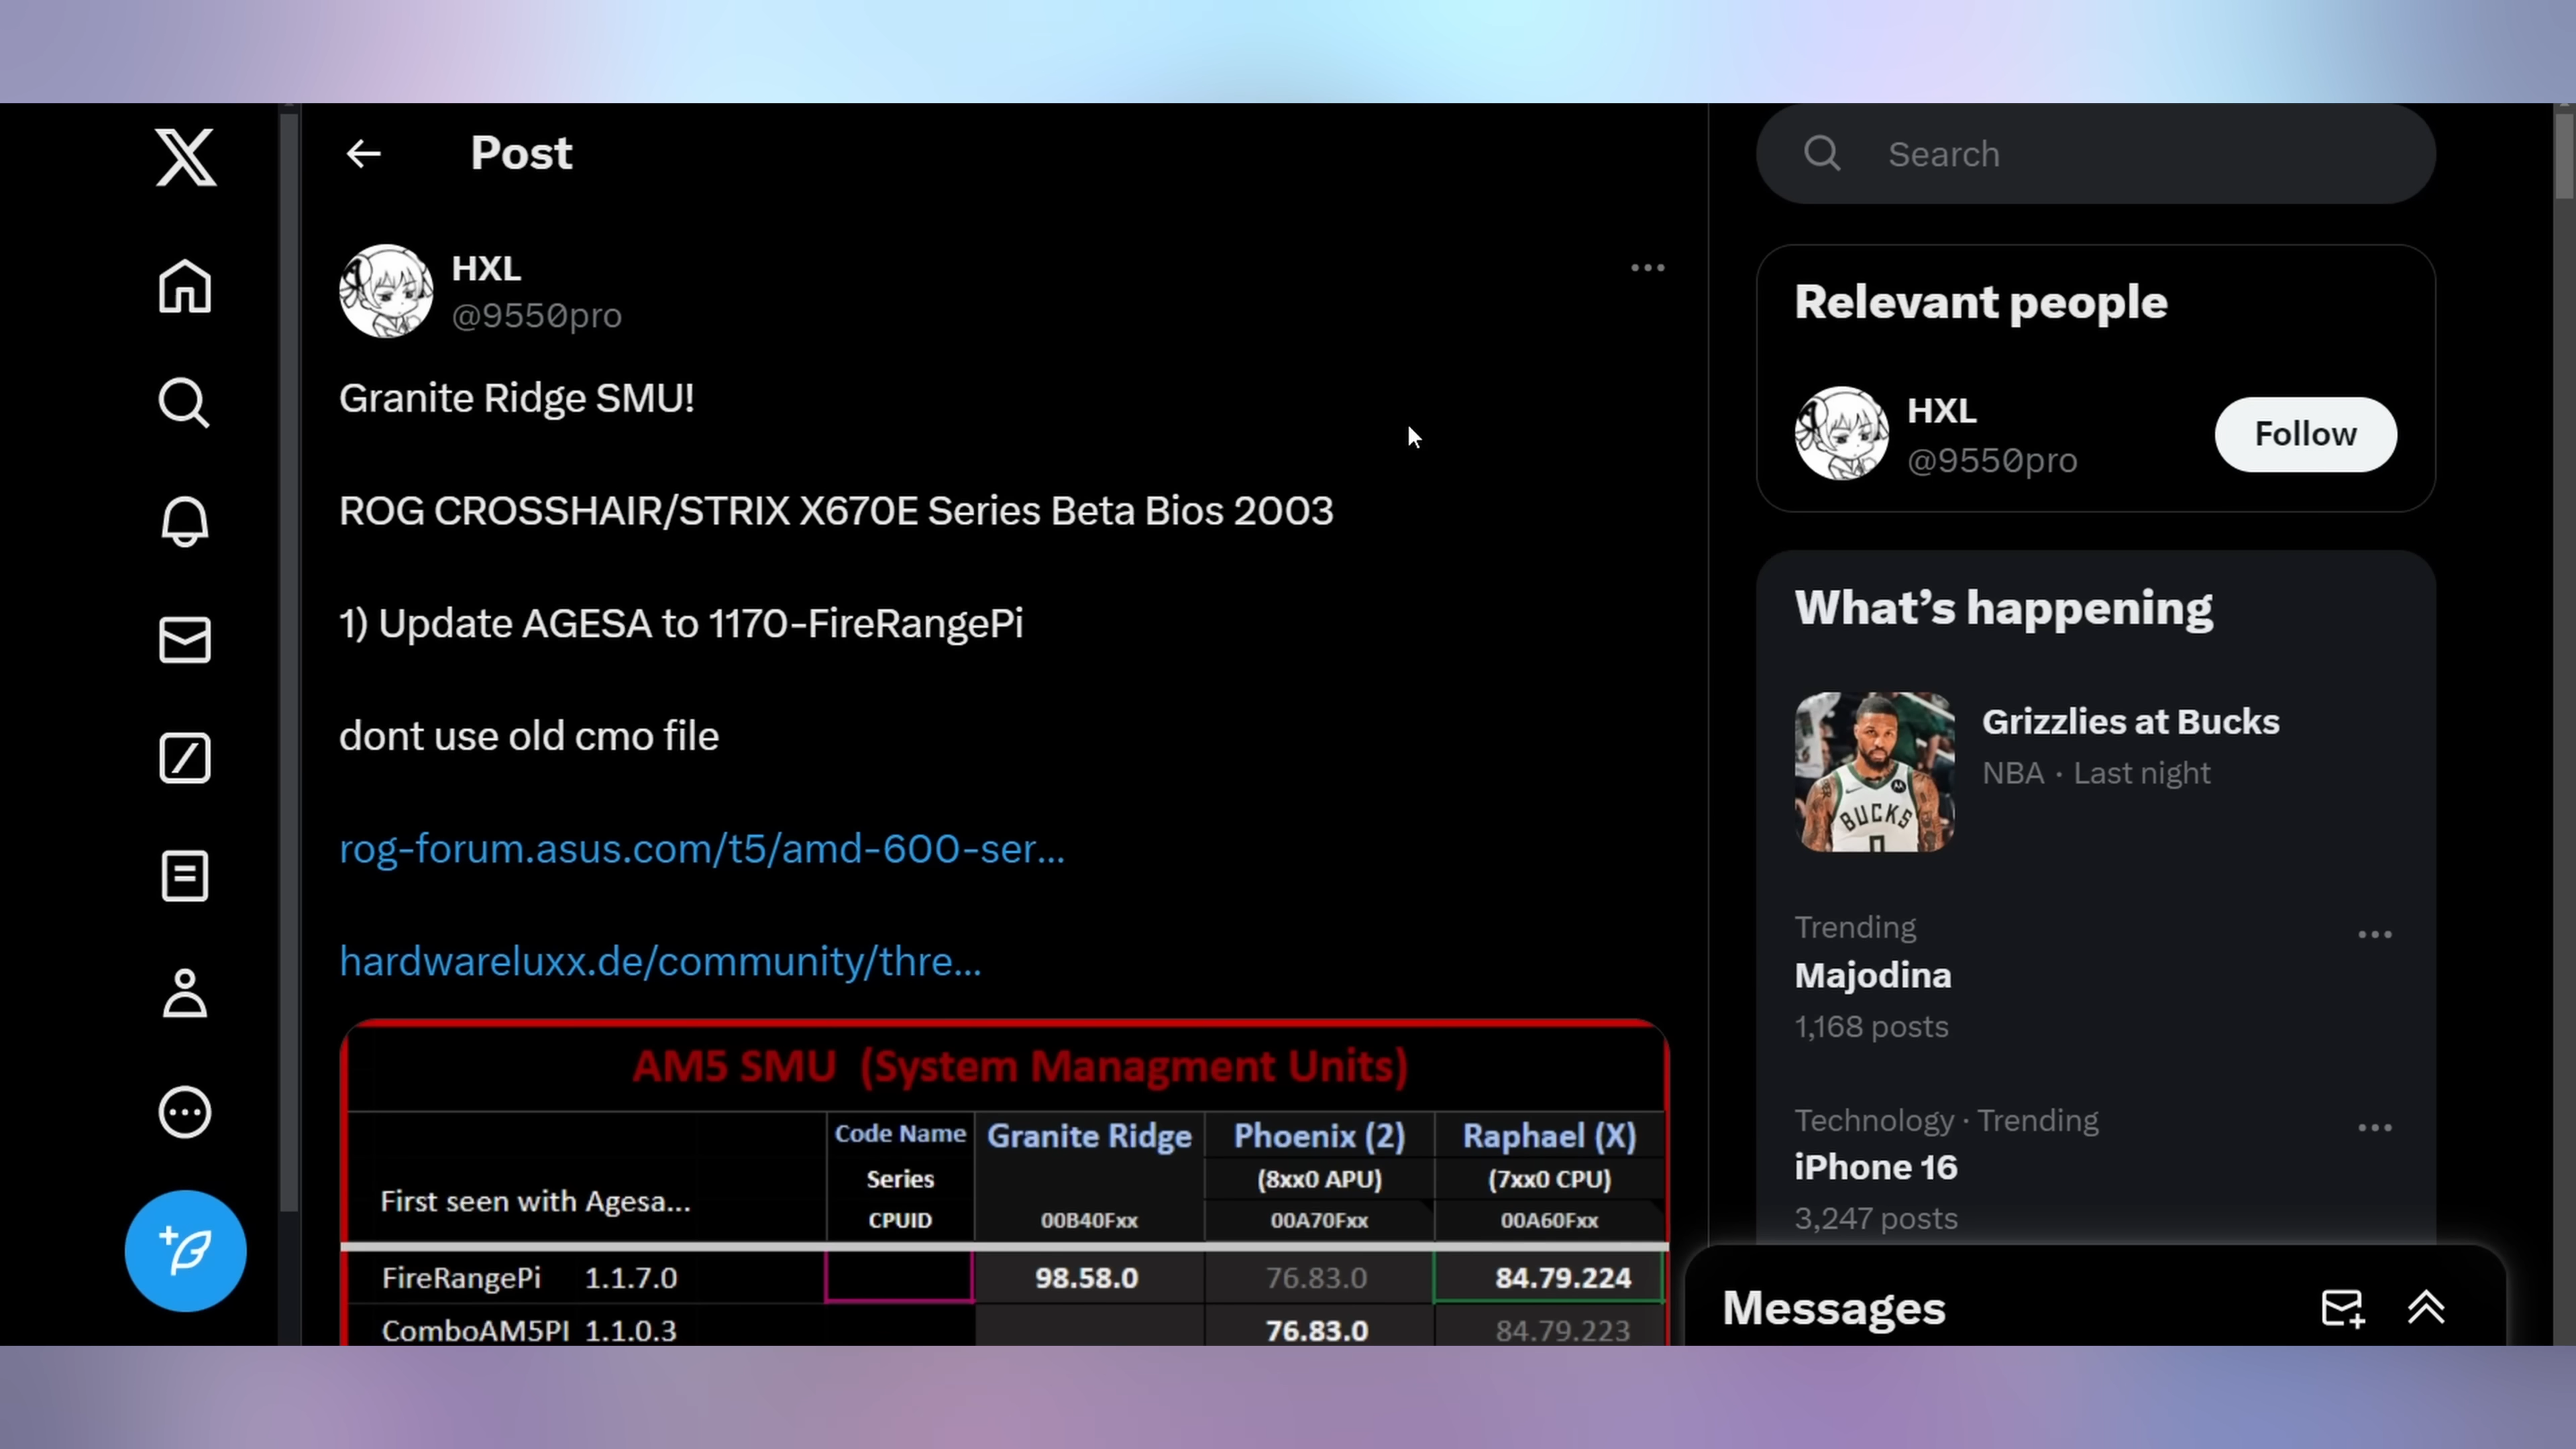 Post
HXL
@9550pro
Granite Ridge SMU!
ROG CROSSHAIR/STRIX X670E Series Beta Bios 2003
1) Update AGESA to 1170-FireRangePi
dont use old cmo file
rog-forum.asus.com/t5/amd-600-ser...
hardwareluxx.de/community/thre...
AM5 SMU (System Managment Units)
Code Name Granite Ridge Phoenix (2) Raphael (X)
Series (8xx0 APU) (7xx0 CPU)
First seen with Agesa...
CPUID 00B40Fxx 00A70Fxx 00A60Fxx
FireRangePi 1.1.7.0 98.58.0 76.83.0 84.79.224
ComboAM5PI 1.1.0.3 76.83.0 84.79.223
Search
Relevant people
HXL
@9550pro
Follow
What's happening
BUCKS
Grizzlies at Bucks
NBA · Last night
Trending
Majodina
1,168 posts
Technology · Trending
iPhone 16
3,247 posts
Messages